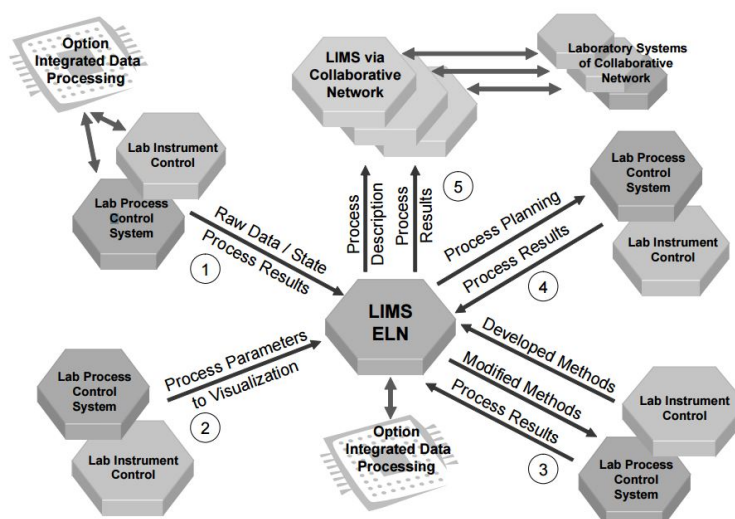 Option
Integrated Data
Processing
Lab Instrument
Control
Lab Process
Control
System
Raw Data / State
Process Results
1
LIMS via
Collaborative
Network
Laboratory Systems
of Collaborative
Network
Process
Description
Process
Results
5
Lab Process
Control
System
Lab Instrument
Control
Process Planning
Process Results
4
LIMS
ELN
Lab Process
Control
System
Lab Instrument
Control
Process Parameters
to Visualization
2
Option
Integrated Data
Processing
Developed Methods
Modified Methods
Process Results
3
Lab Instrument
Control
Lab Process
Control
System